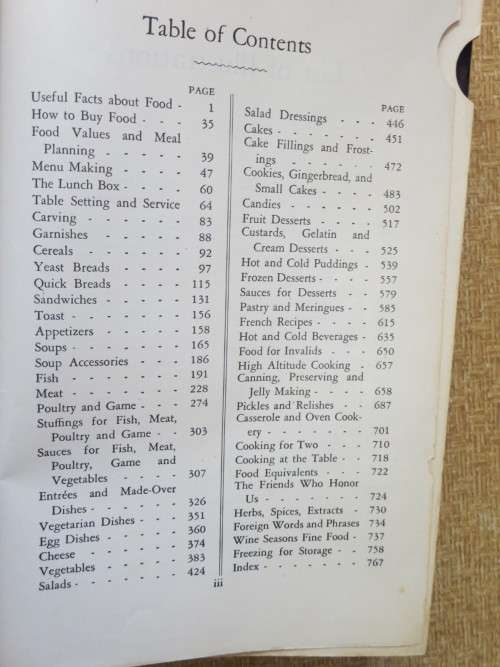 Table of Contents
PAGE
Useful Facts about Food - 1
How to Buy Food - - - 35
Food Values and Meal
Planning - - - - - 39
Menu Making - - - - 47
The Lunch Box - - - - 60
Table Setting and Service 64
Carving - - - - - - 83
Garnishes - - - - - 88
Cereals - - - - - - 92
Yeast Breads - - - - 97
Quick Breads - - - - 115
Sandwiches - - - - - 131
Toast - - - - - - - 156
Appetizers - - - - - 158
Soups - - - - - - - 165
Soup Accessories - - - 186
Fish - - - - - - - 191
Meat - - - - - - - 228
Poultry and Game - - - 274
Stuffings for Fish, Meat,
Poultry and Game - - 303
Sauces for Fish, Meat,
Poultry, Game and
Vegetables - - - - 307
Entrées and Made-Over
Dishes - - - - - - 326
Vegetarian Dishes - - - 351
Egg Dishes - - - - - 360
Cheese - - - - - - 374
Vegetables - - - - - 383
Salads - - - - - - - 424
PAGE
Salad Dressings - - - 446
Cakes - - - - - - - 451
Cake Fillings and Frost-
ings - - - - - - 472
Cookies, Gingerbread, and
Small Cakes - - - - 483
Candies - - - - - - 502
Fruit Desserts - - - - 517
Custards, Gelatin and
Cream Desserts - - - 525
Hot and Cold Puddings - 539
Frozen Desserts - - - - 557
Sauces for Desserts - - 579
Pastry and Meringues - - 585
French Recipes - - - - 615
Hot and Cold Beverages - 635
Food for Invalids - - - 650
High Altitude Cooking - 657
Canning, Preserving and
Jelly Making - - - - 658
Pickles and Relishes - - 687
Casserole and Oven Cook-
ery - - - - - - - 701
Cooking for Two - - - 710
Cooking at the Table - - 718
Food Equivalents - - - 722
The Friends Who Honor
Us - - - - - - - 724
Herbs, Spices, Extracts - 730
Foreign Words and Phrases 734
Wine Seasons Fine Food - 737
Freezing for Storage - - 758
Index - - - - - - - 767
iii